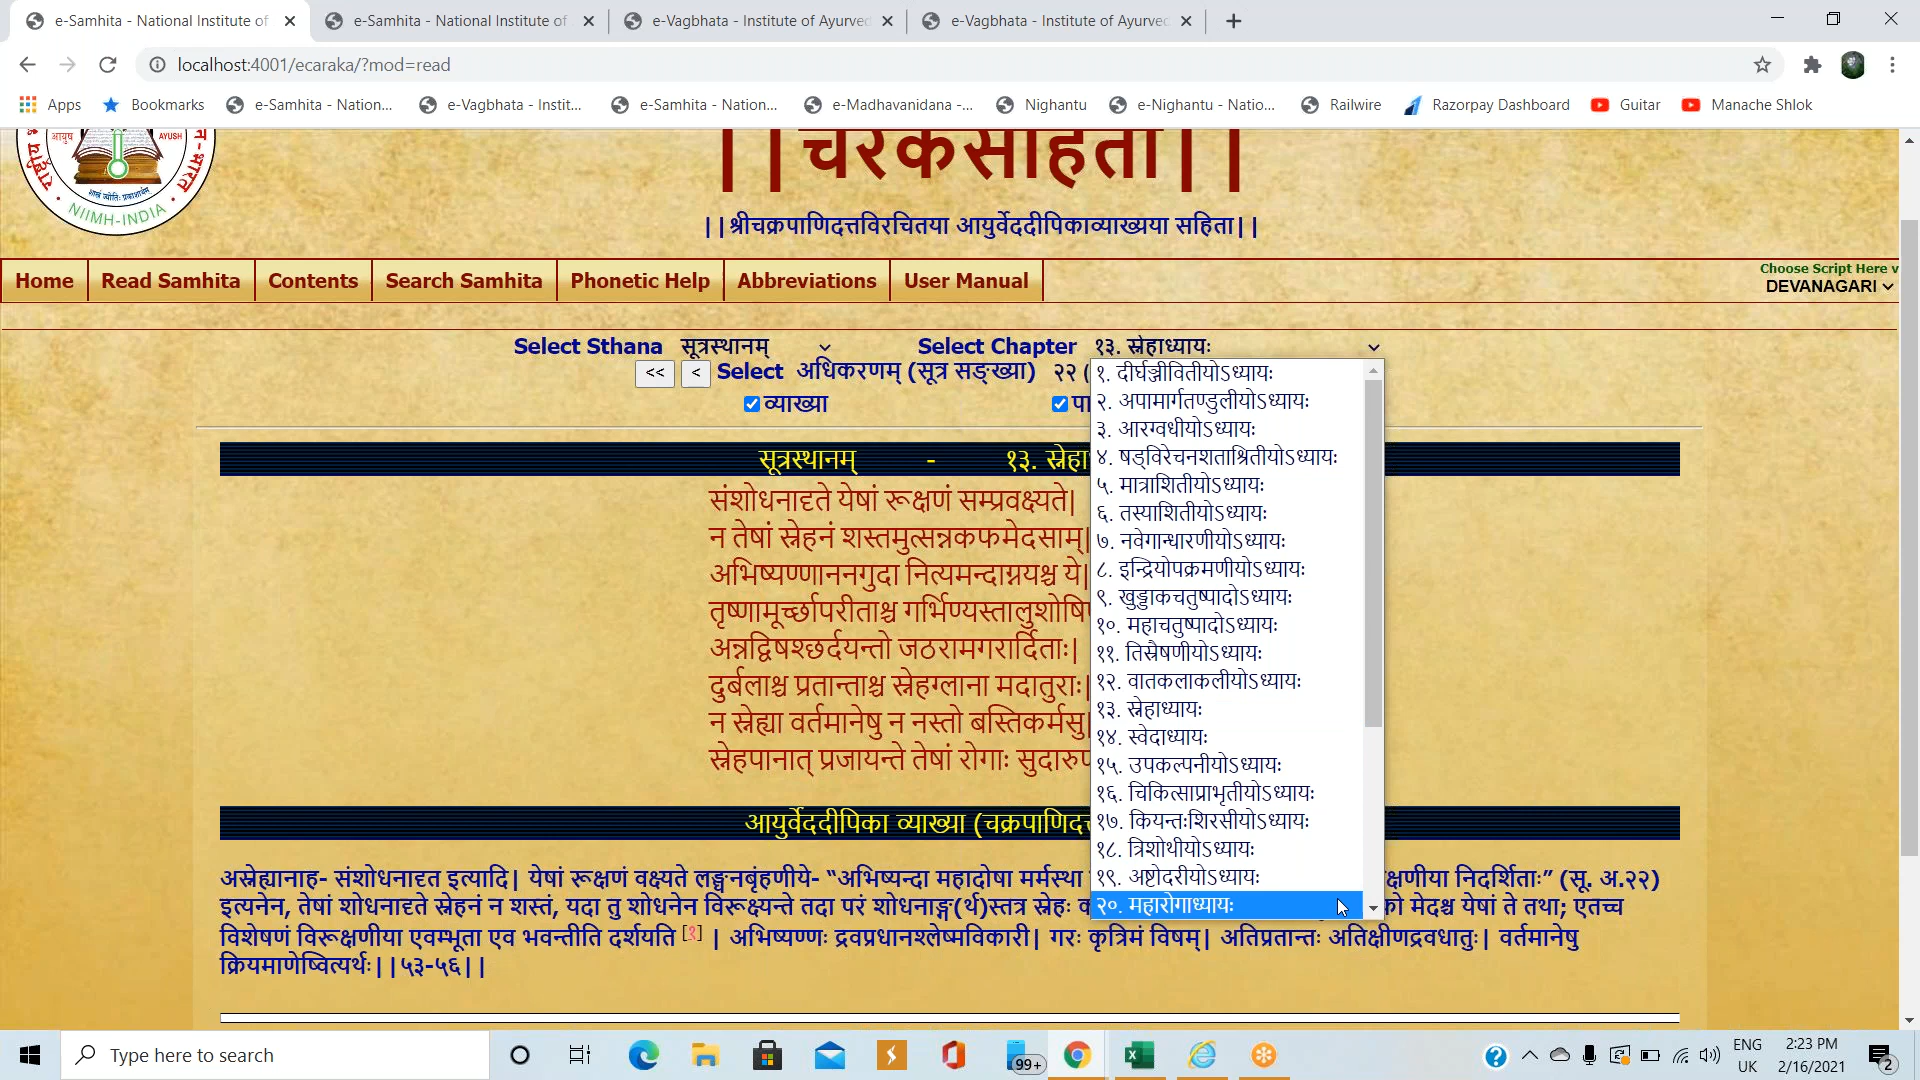 e-Samhita - National Institute of
e-Samhita - National Institute of
e-Vagbhata - Institute of Ayurved
e-Vagbhata - Institute of Ayurved
localhost:4001/ecaraka/?mod=read
Apps
Bookmarks
e-Samhita - Nation...
e-Vagbhata - Instit...
e-Samhita - Nation...
e-Madhavanidana -...
Nighantu
e-Nighantu - Natio...
Railwire
Razorpay Dashboard
Guitar
Manache Shlok
आयुष
AYUSH
NIIMH-INDIA
||चरकसंहिता||
||श्रीचक्रपाणिदत्तविरचितया आयुर्वेददीपिकाव्याख्यया सहिता||
Home
Read Samhita
Contents
Search Samhita
Phonetic Help
Abbreviations
User Manual
Choose Script Here v
DEVANAGARI
Select Sthana सूत्रस्थानम्
Select Chapter १३. स्नेहाध्यायः
<< < Select अधिकरणम् (सूत्र सङ्ख्या) २२ (
व्याख्या
पा
१. दीर्घञ्जीवितीयोऽध्यायः
२. अपामार्गतण्डुलीयोऽध्यायः
३. आरग्वधीयोऽध्यायः
४. षड्विरेचनशताश्रितीयोऽध्यायः
५. मात्राशितीयोऽध्यायः
६. तस्याशितीयोऽध्यायः
७. नवेगान्धारणीयोऽध्यायः
८. इन्द्रियोपक्रमणीयोऽध्यायः
९. खुड्डाकचतुष्पादोऽध्यायः
१०. महाचतुष्पादोऽध्यायः
११. तिस्रैषणीयोऽध्यायः
१२. वातकलाकलीयोऽध्यायः
१३. स्नेहाध्यायः
१४. स्वेदाध्यायः
१५. उपकल्पनीयोऽध्यायः
१६. चिकित्साप्राभृतीयोऽध्यायः
१७. कियन्तःशिरसीयोऽध्यायः
१८. त्रिशोथीयोऽध्यायः
१९. अष्टोदरीयोऽध्यायः
२०. महारोगाध्यायः
सूत्रस्थानम् - १३. स्नेहा
संशोधनादृते येषां रूक्षणं सम्प्रवक्ष्यते|
न तेषां स्नेहनं शस्तमुत्सन्नकफमेदसाम्|
अभिष्यण्णाननगुदा नित्यमन्दाग्नयश्च ये|
तृष्णामूर्च्छापरीताश्च गर्भिण्यस्तालुशोषि
अन्नद्विषश्छर्दयन्तो जठरामगरार्दिताः|
दुर्बलाश्च प्रतान्ताश्च स्नेहग्लाना मदातुराः|
न स्नेह्या वर्तमानेषु न नस्तो बस्तिकर्मसु|
स्नेहपानात् प्रजायन्ते तेषां रोगाः सुदारु
आयुर्वेददीपिका व्याख्या (चक्रपाणिदत्त
अस्नेह्यानाह- संशोधनादृत इत्यादि| येषां रूक्षणं वक्ष्यते लङ्घनबृंहणीये- “अभिष्यन्दा महादोषा मर्मस्था क्षणीया निदर्शिताः” (सू. अ.२२)
इत्यनेन, तेषां शोधनादृते स्नेहनं न शस्तं, यदा तु शोधनेन विरूक्ष्यन्ते तदा परं शोधनाङ्ग(र्थ)स्तत्र स्नेहः को मेदश्च येषां ते तथा; एतच्च
विशेषणं विरूक्षणीया एवम्भूता एव भवन्तीति दर्शयति [१] | अभिष्यण्णः द्रवप्रधानश्लेष्मविकारी| गरः कृत्रिमं विषम्| अतिप्रतान्तः अतिक्षीणद्रवधातुः| वर्तमानेषु
क्रियमाणेष्वित्यर्थः||५३-५६||
Type here to search
99+
ENG
UK
2:23 PM
2/16/2021
2